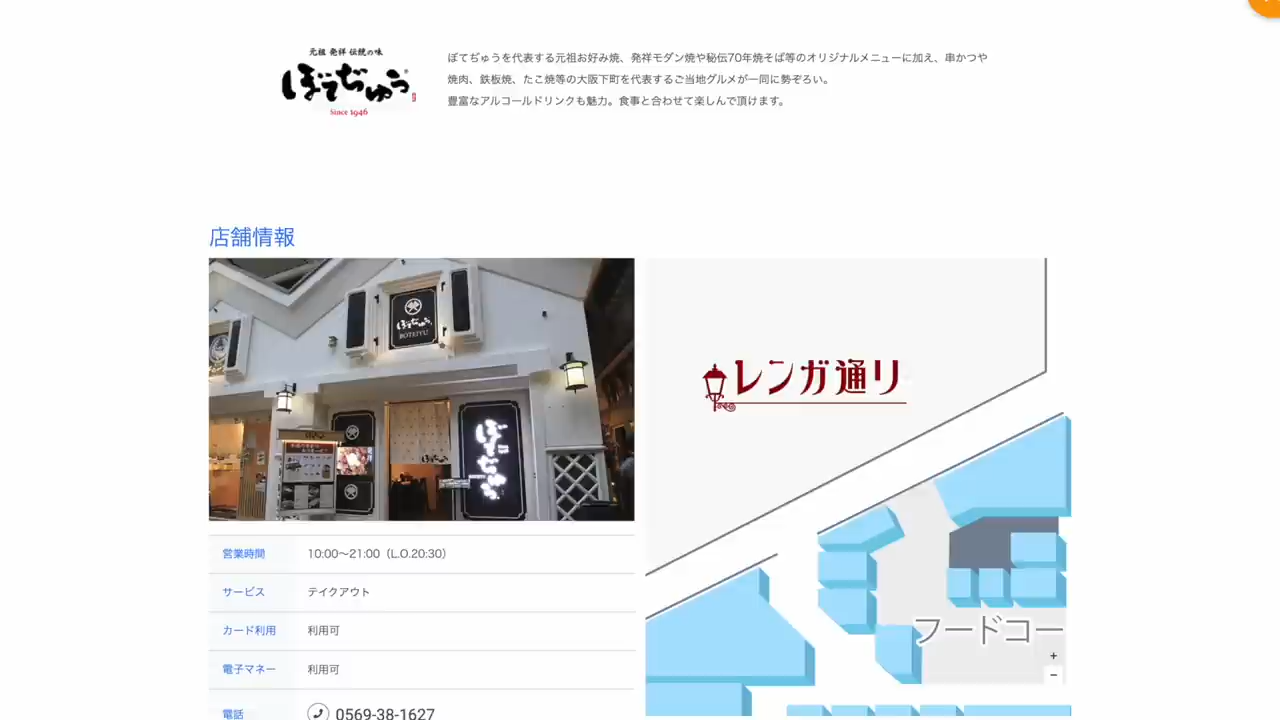 元祖 発祥 伝統の味
ぼてぢゅう
Since 1946
ぼてぢゅうを代表する元祖お好み焼、発祥モダン焼や秘伝70年焼そば等のオリジナルメニューに加え、串かつや
焼肉、鉄板焼、たこ焼等の大阪下町を代表するご当地グルメが一同に勢ぞろい。
豊富なアルコールドリンクも魅力。食事と合わせて楽しんで頂けます。
店舗情報
ぼてぢゅう
BOTEJYU
ぼてぢゅう
ぼてぢゅう
レンガ通り
フードコー
+
−
営業時間 10:00〜21:00（L.O.20:30）
サービス テイクアウト
カード利用 利用可
電子マネー 利用可
電話 0569-38-1627